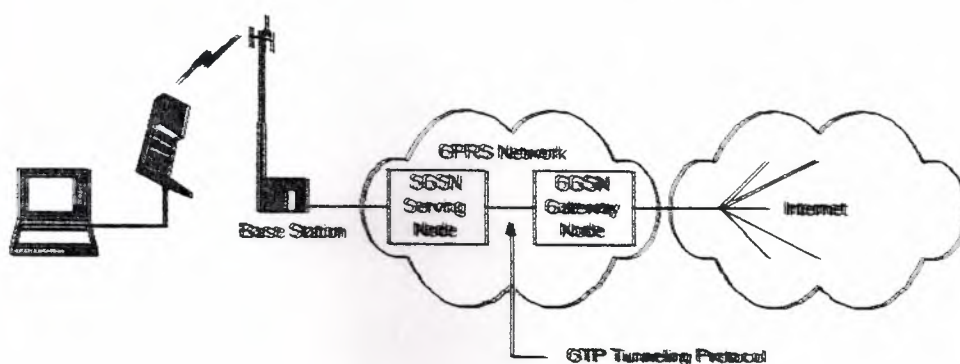 GPRS Network
SGSN
Serving
Node
GGSN
Gateway
Node
Internet
Base Station
GTP Tunneling Protocol